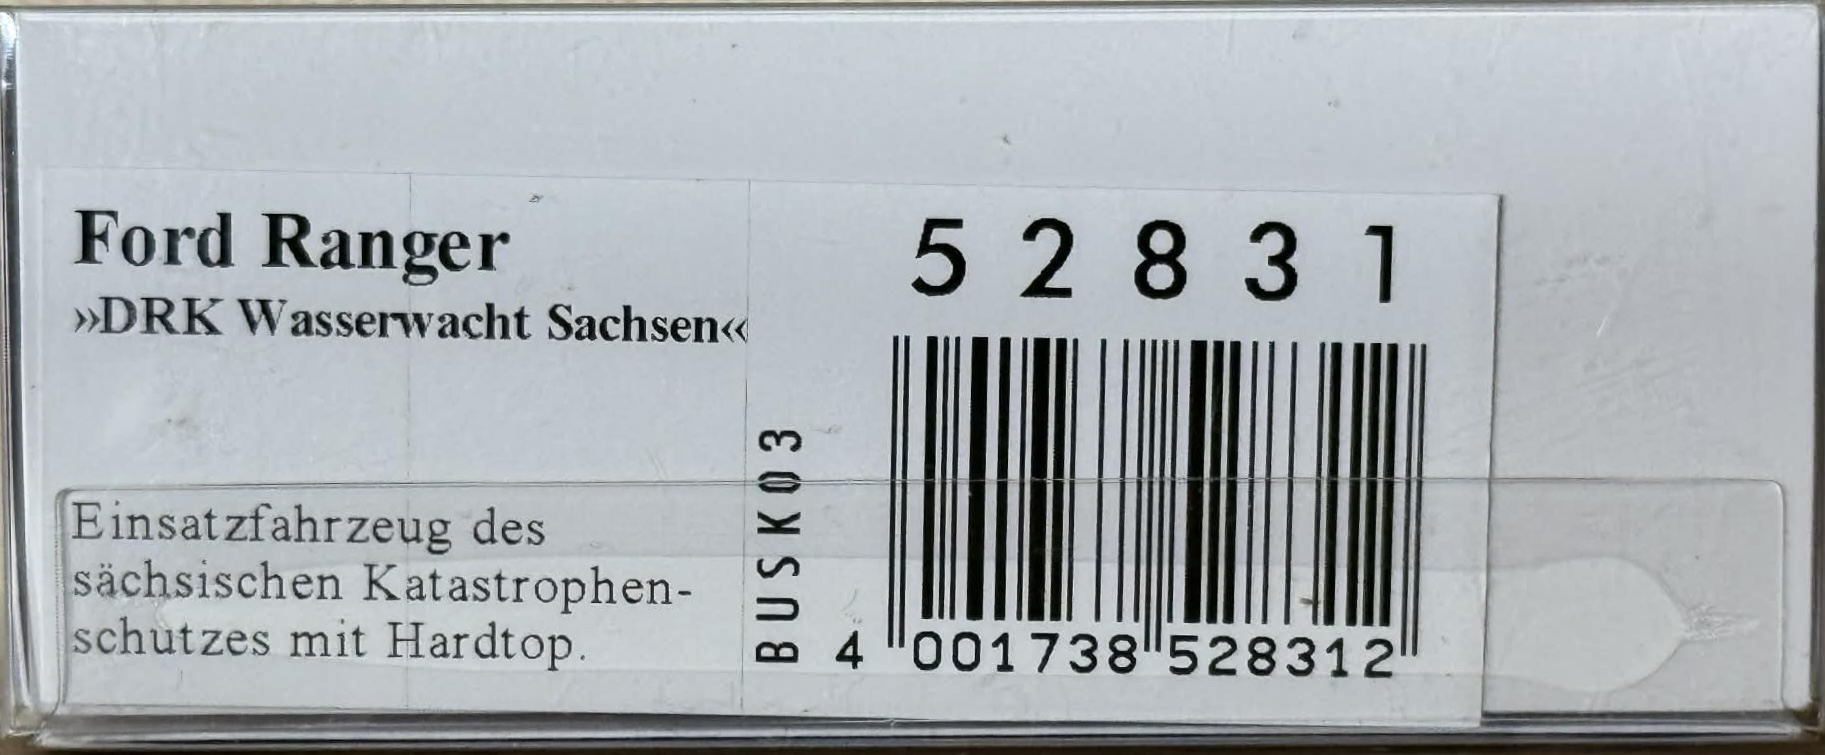 Ford Ranger
»DRK Wasserwacht Sachsen«
Einsatzfahrzeug des
sächsischen Katastrophen-
schutzes mit Hardtop.
BUSK03
52831
4 001738 528312